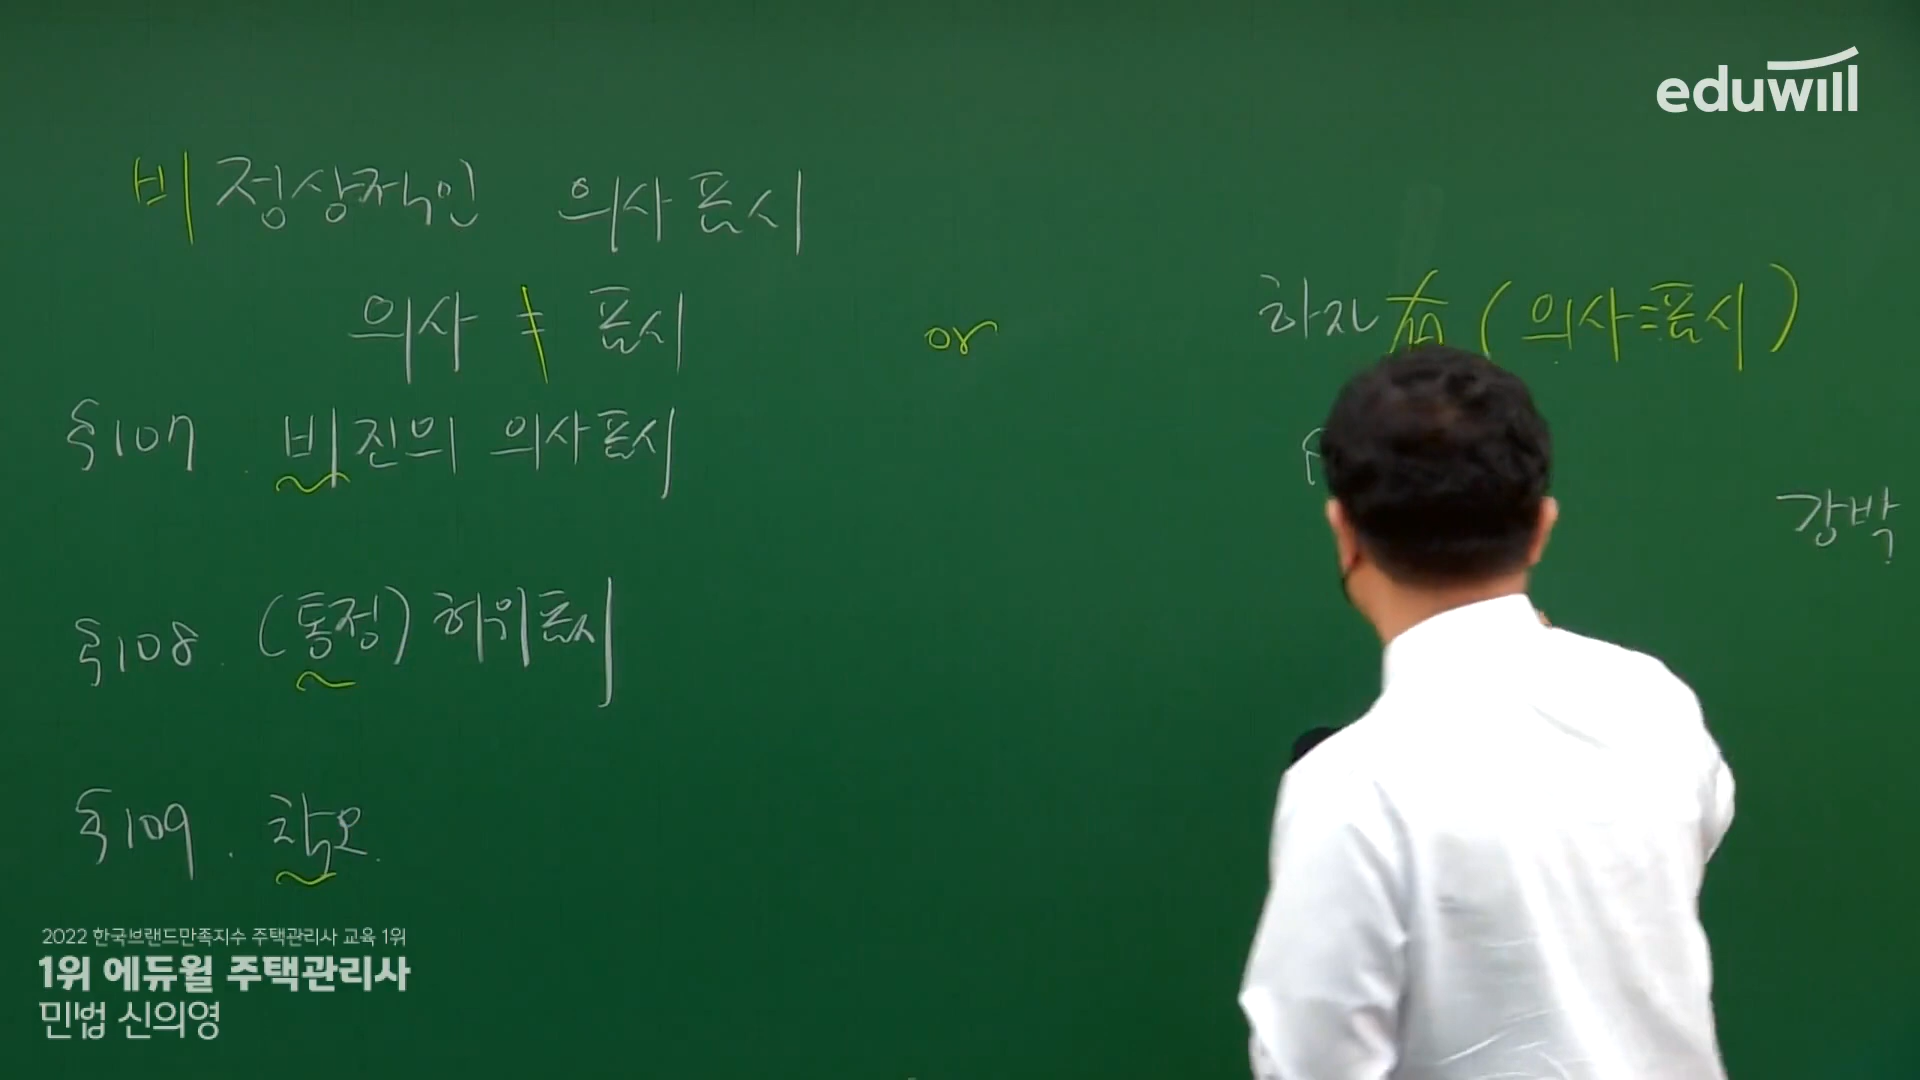 eduwill
비정상적인 의사표시
의사 ≠ 표시 or 하자 有 (의사=표시)
§107. 비진의 의사표시
§
강박
§108. (통정) 허위표시
§109. 착오.
2022 한국브랜드만족지수 주택관리사 교육 1위
1위 에듀윌 주택관리사
민법 신의영